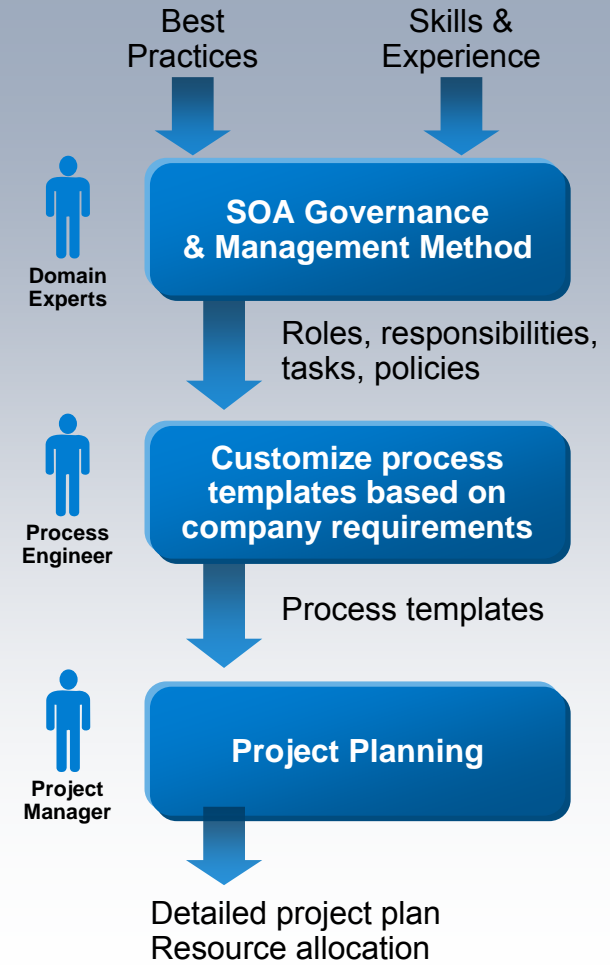 Best
Practices
Skills &
Experience
SOA Governance
& Management Method
Domain
Experts
Roles, responsibilities,
tasks, policies
Customize process
templates based on
company requirements
Process
Engineer
Process templates
Project Planning
Project
Manager
Detailed project plan
Resource allocation